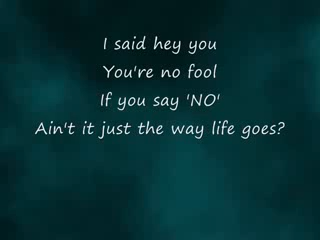 I said hey you
You're no fool
If you say 'NO'
Ain't it just the way life goes?